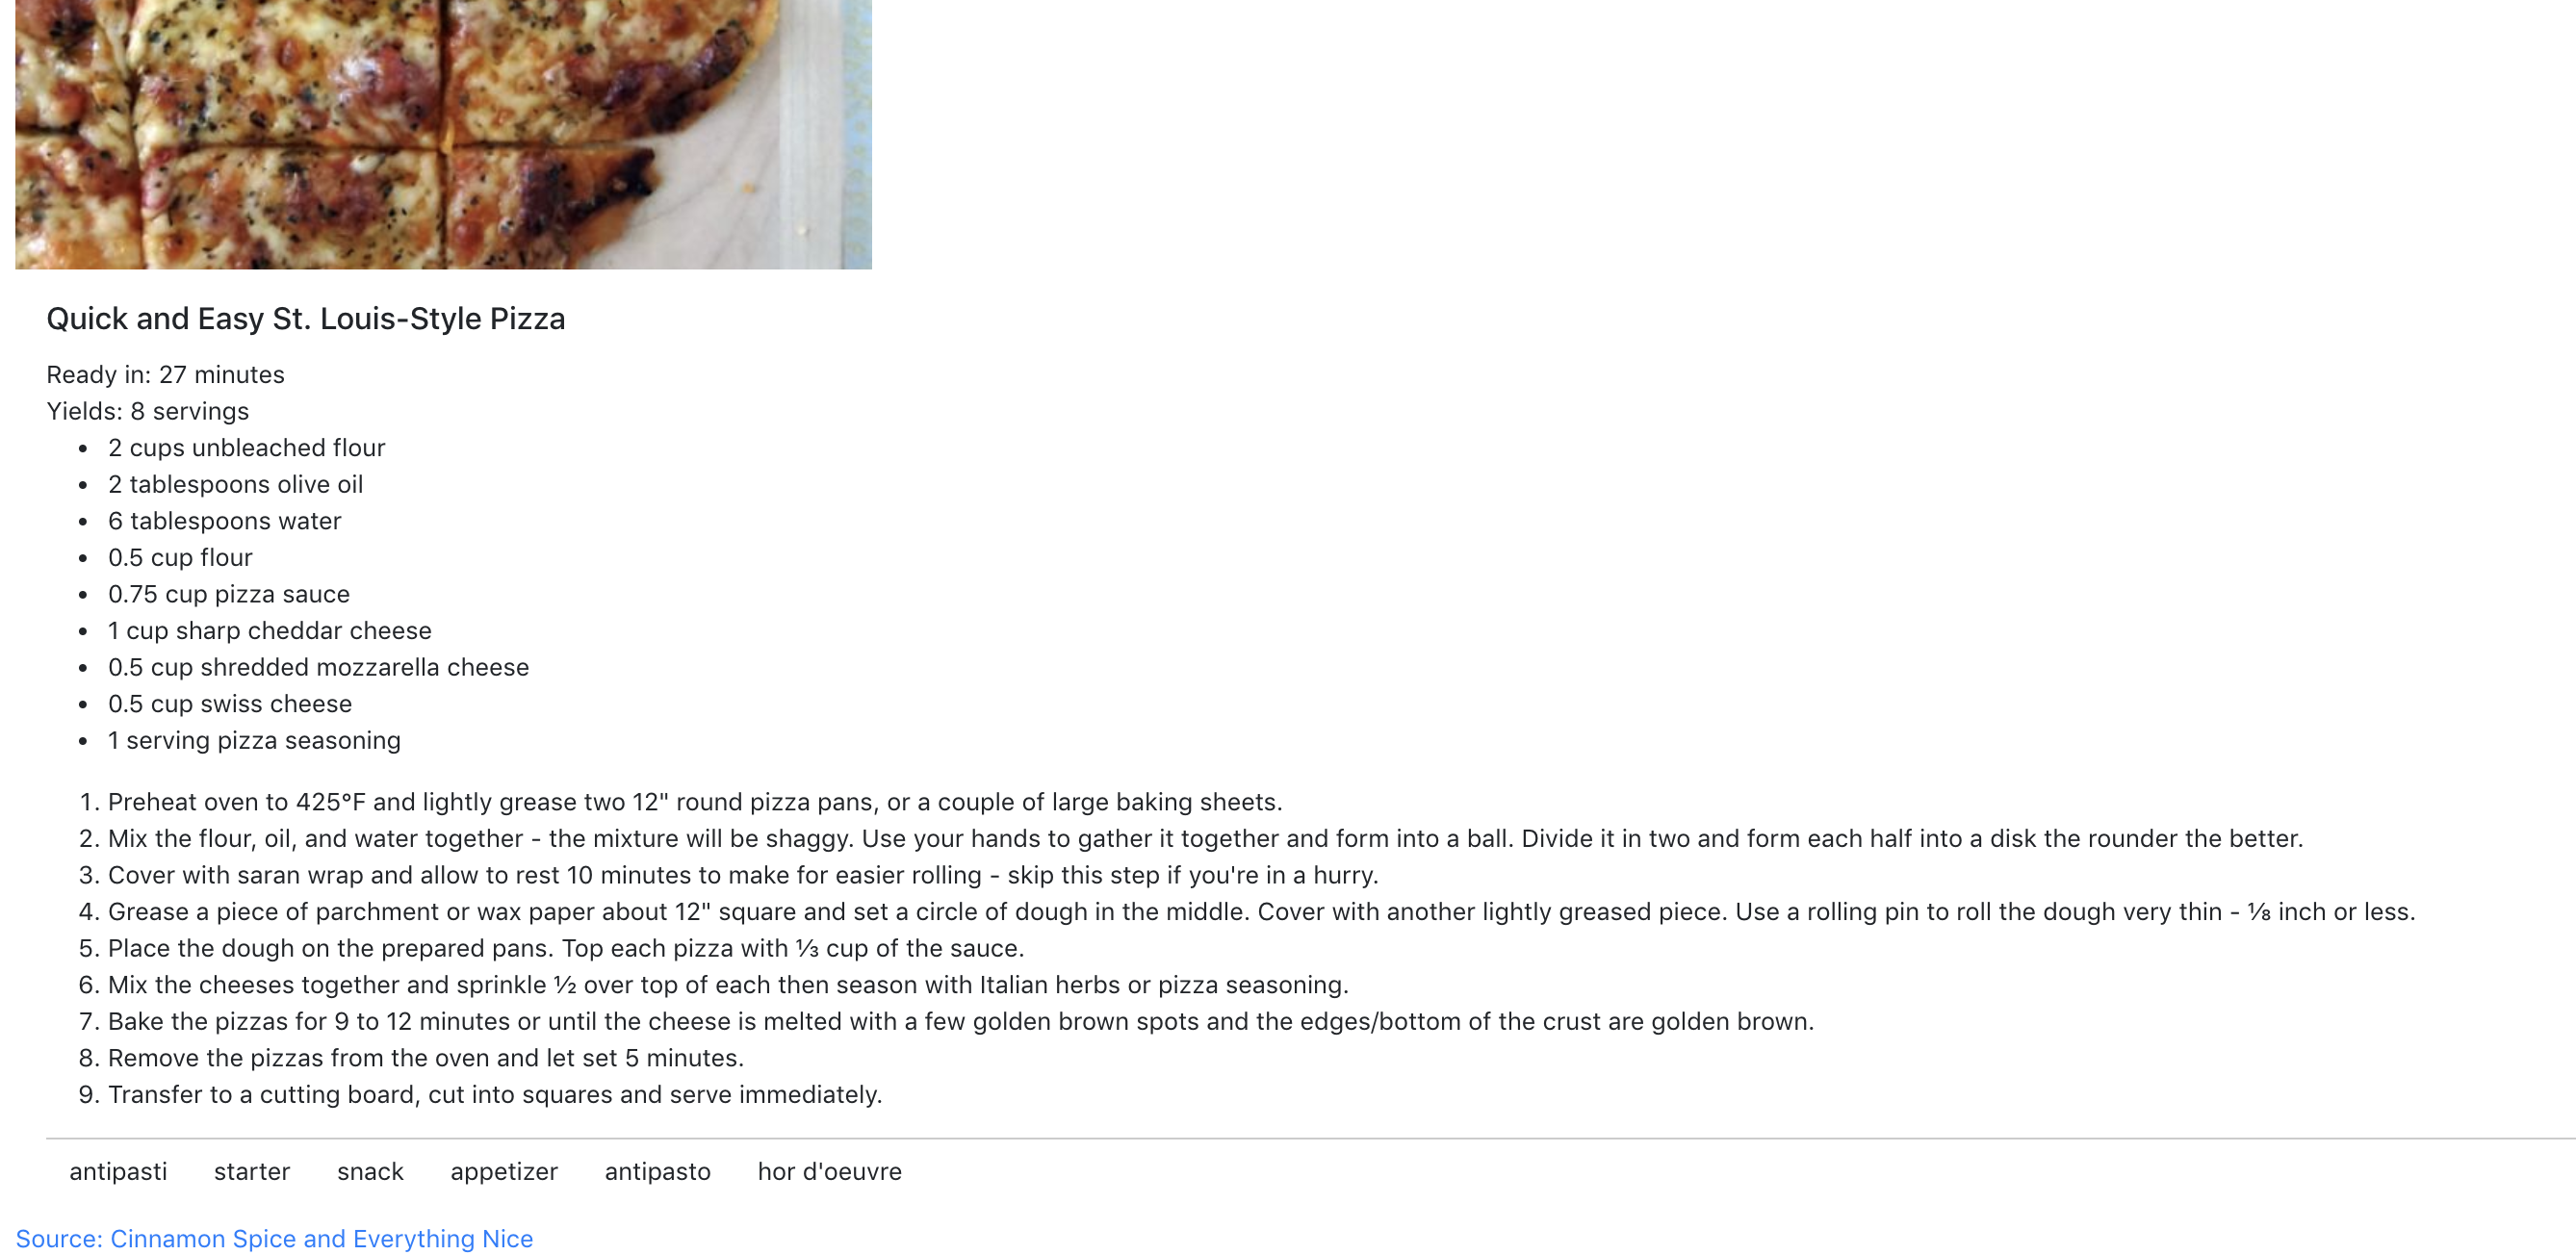 Quick and Easy St. Louis-Style Pizza
Ready in: 27 minutes
Yields: 8 servings
• 2 cups unbleached flour
• 2 tablespoons olive oil
• 6 tablespoons water
• 0.5 cup flour
• 0.75 cup pizza sauce
• 1 cup sharp cheddar cheese
• 0.5 cup shredded mozzarella cheese
• 0.5 cup swiss cheese
• 1 serving pizza seasoning
1. Preheat oven to 425°F and lightly grease two 12" round pizza pans, or a couple of large baking sheets.
2. Mix the flour, oil, and water together - the mixture will be shaggy. Use your hands to gather it together and form into a ball. Divide it in two and form each half into a disk the rounder the better.
3. Cover with saran wrap and allow to rest 10 minutes to make for easier rolling - skip this step if you're in a hurry.
4. Grease a piece of parchment or wax paper about 12" square and set a circle of dough in the middle. Cover with another lightly greased piece. Use a rolling pin to roll the dough very thin - ⅛ inch or less.
5. Place the dough on the prepared pans. Top each pizza with ⅓ cup of the sauce.
6. Mix the cheeses together and sprinkle ½ over top of each then season with Italian herbs or pizza seasoning.
7. Bake the pizzas for 9 to 12 minutes or until the cheese is melted with a few golden brown spots and the edges/bottom of the crust are golden brown.
8. Remove the pizzas from the oven and let set 5 minutes.
9. Transfer to a cutting board, cut into squares and serve immediately.
antipasti starter snack appetizer antipasto hor d'oeuvre
Source: Cinnamon Spice and Everything Nice